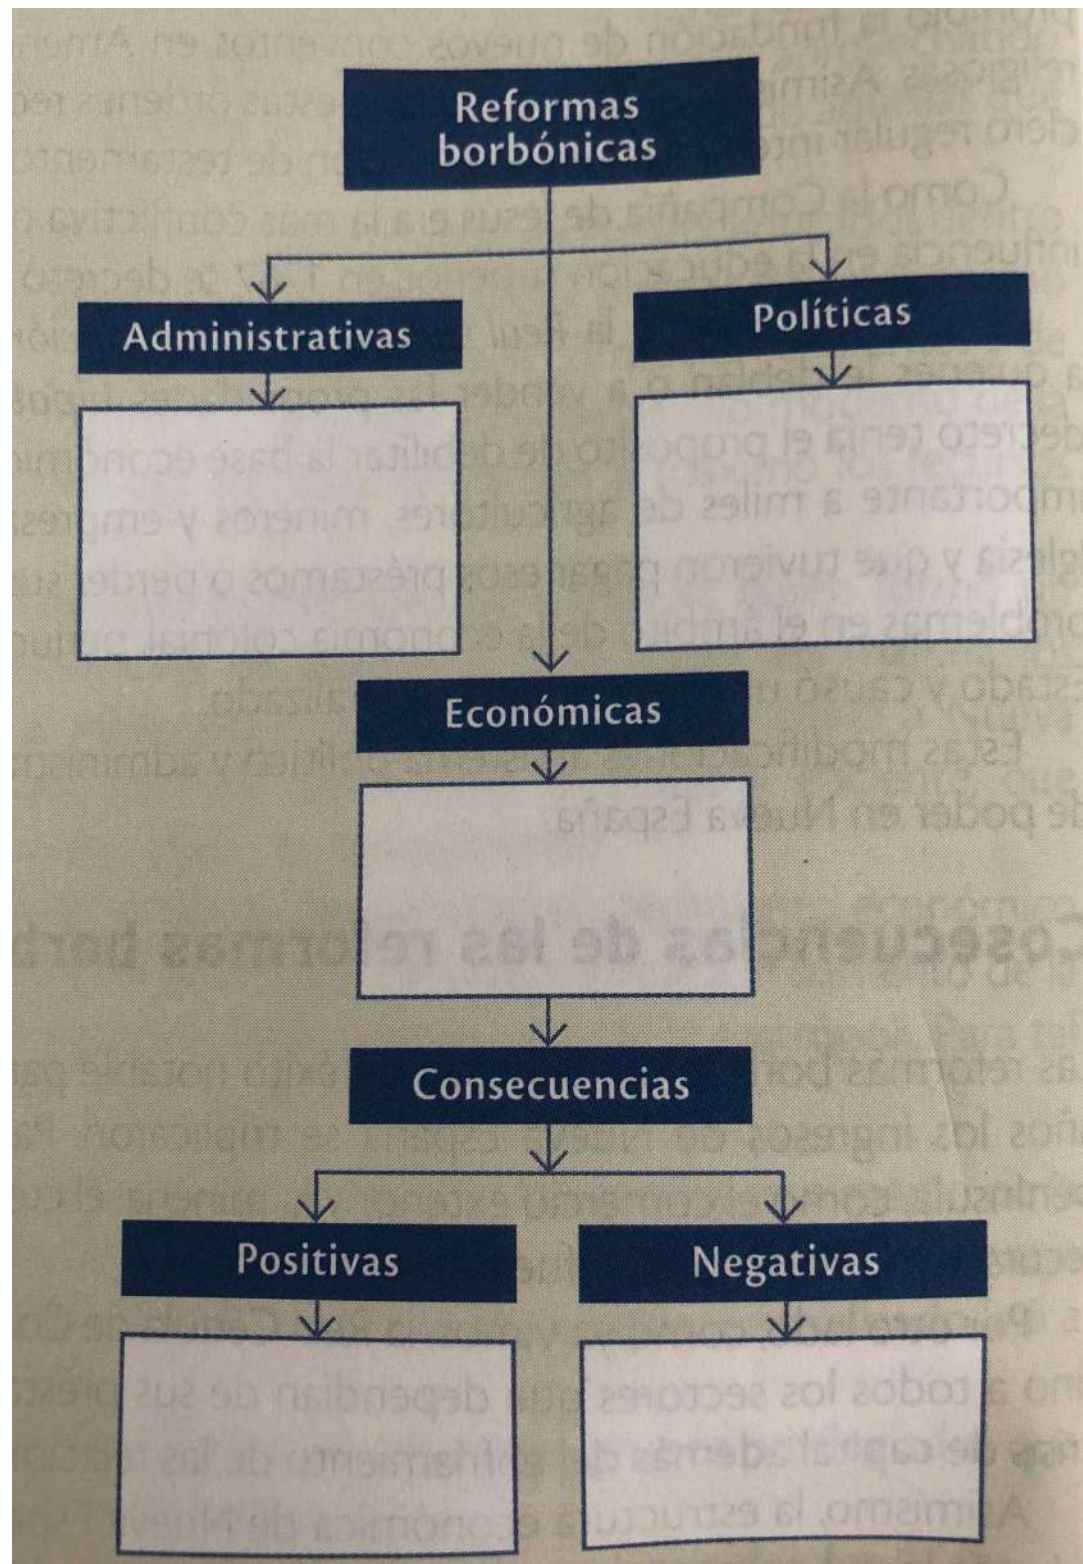 Reformas
borbónicas
Administrativas
Políticas
Económicas
Consecuencias
Positivas
Negativas